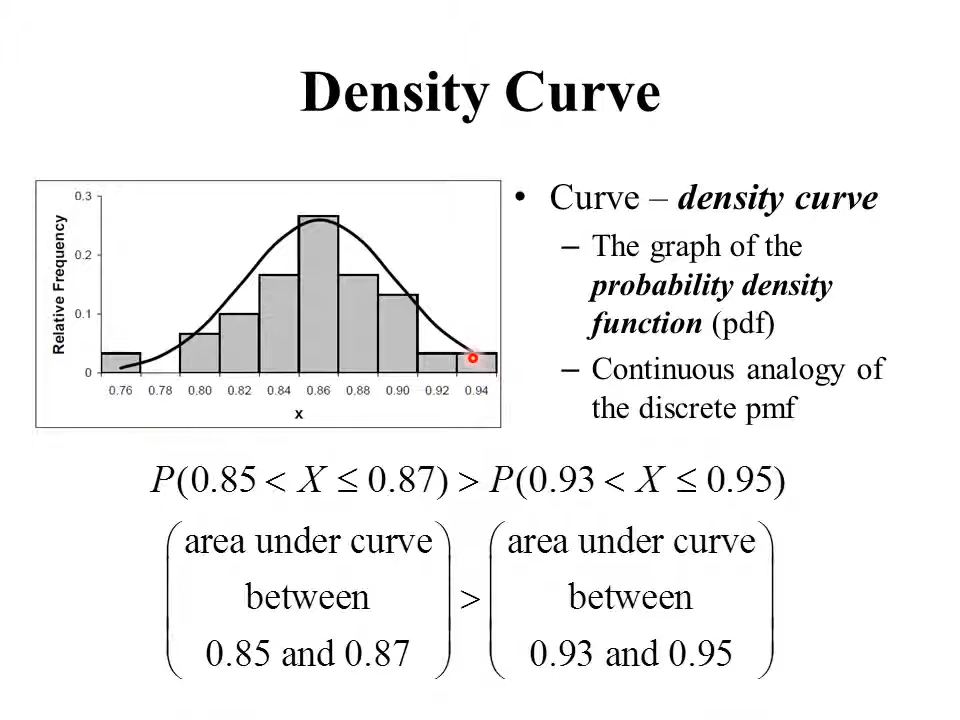 Density Curve
0.3
0.2
0.1
0
Relative Frequency
0.76 0.78 0.80 0.82 0.84 0.86 0.88 0.90 0.92 0.94
x
• Curve – density curve
– The graph of the
probability density
function (pdf)
– Continuous analogy of
the discrete pmf
P(0.85 < X ≤ 0.87) > P(0.93 < X ≤ 0.95)
area under curve area under curve
between > between
0.85 and 0.87 0.93 and 0.95